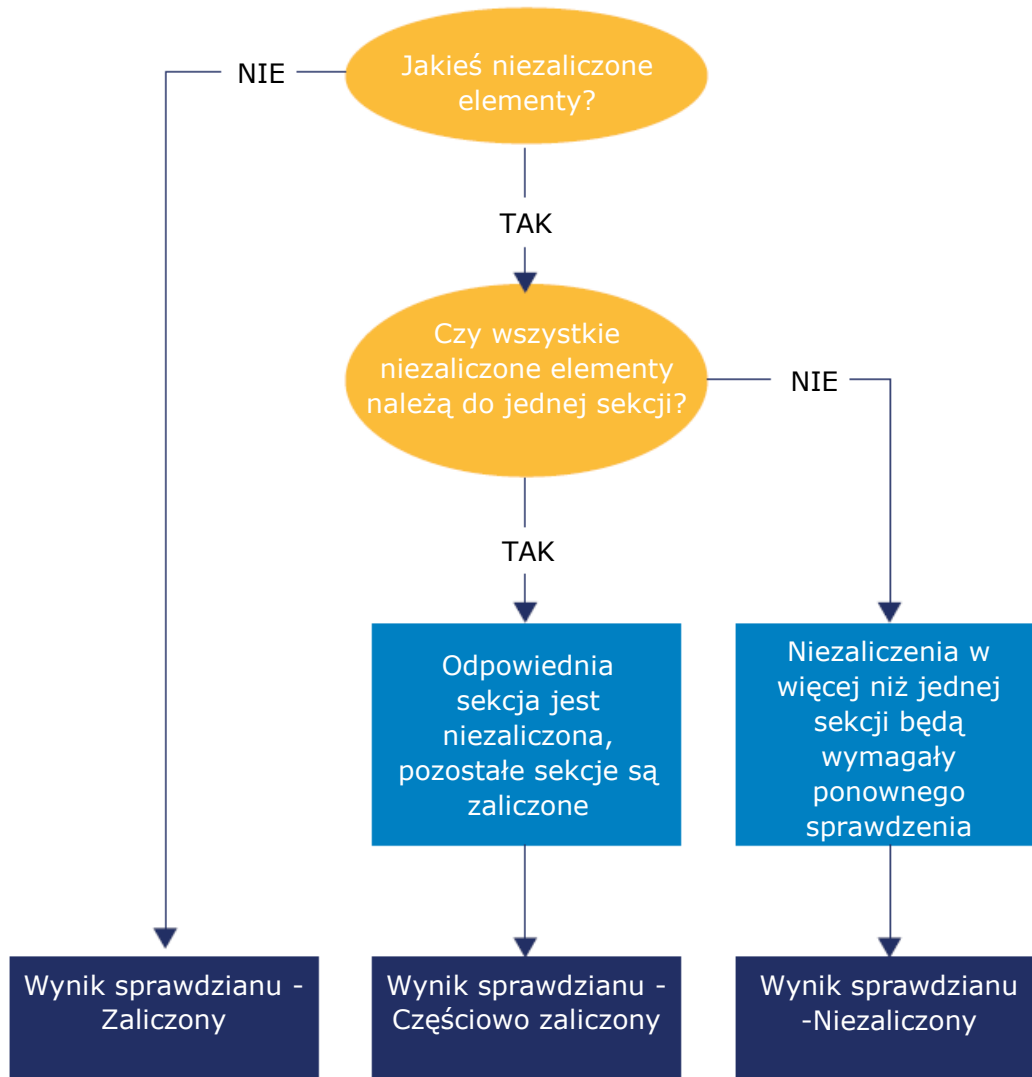 NIE
Jakieś niezaliczone
elementy?
TAK
Czy wszystkie
niezaliczone elementy
należą do jednej sekcji?
NIE
TAK
Odpowiednia
sekcja jest
niezaliczona,
pozostałe sekcje są
zaliczone
Niezaliczenia w
więcej niż jednej
sekcji będą
wymagały
ponownego
sprawdzenia
Wynik sprawdzianu -
Zaliczony
Wynik sprawdzianu -
Częściowo zaliczony
Wynik sprawdzianu
-Niezaliczony